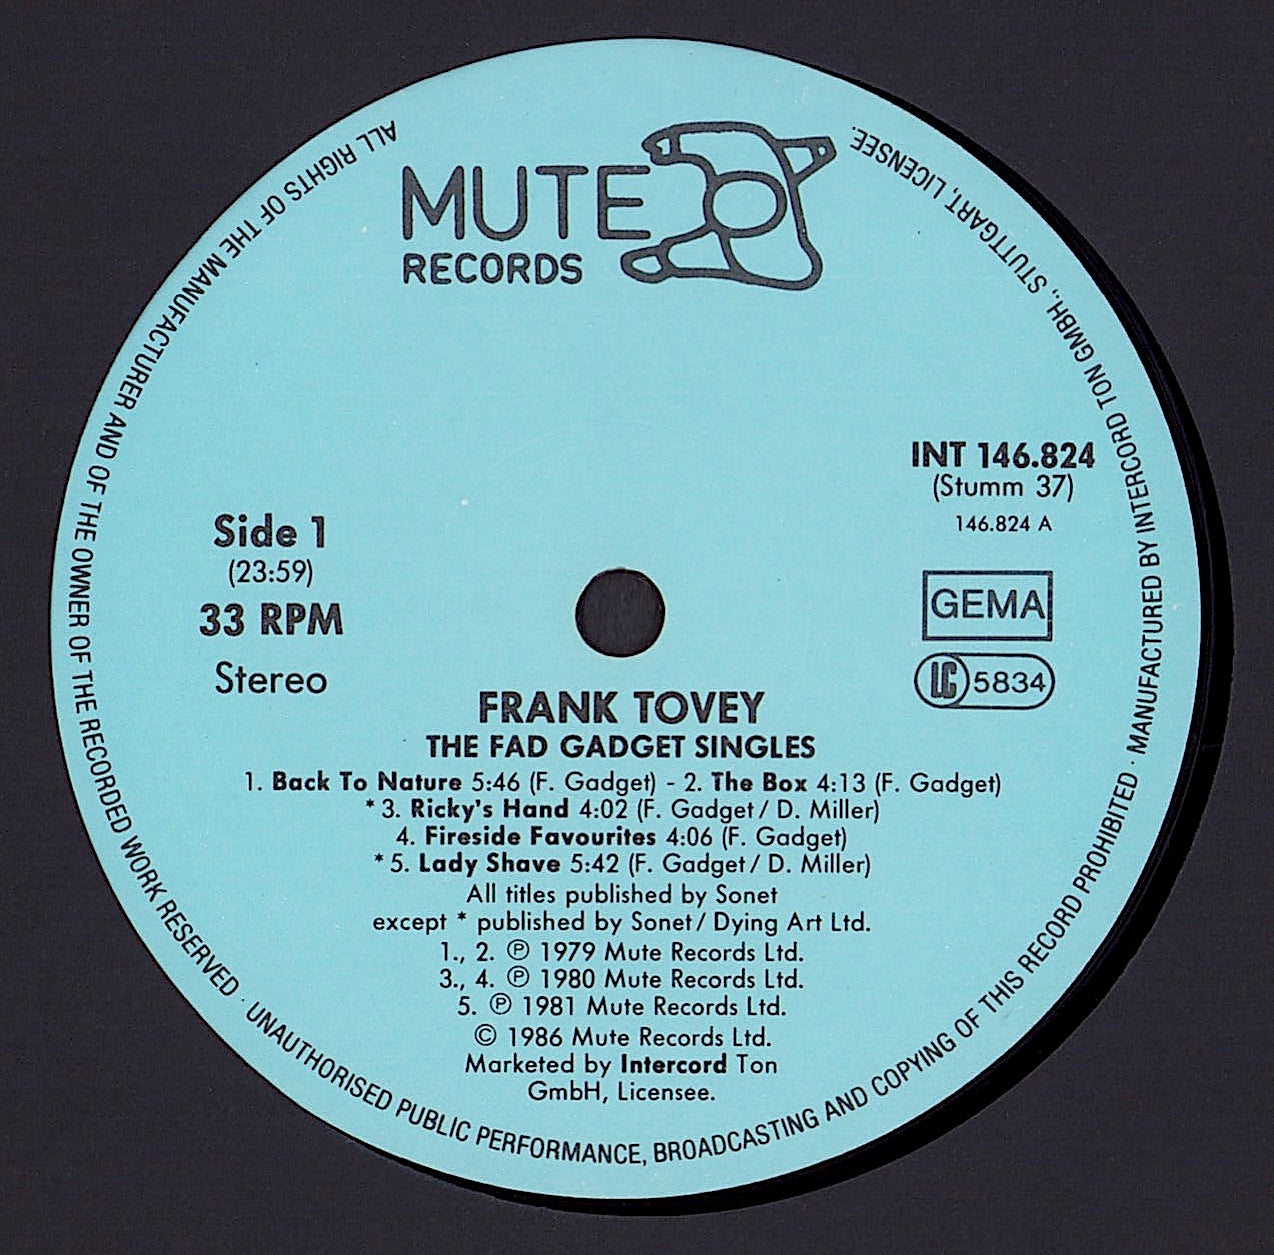 MUTE
RECORDS
INT 146.824
(Stumm 37)
146.824 A
GEMA
LC 5834
Side 1
(23:59)
33 RPM
Stereo
FRANK TOVEY
THE FAD GADGET SINGLES
1. Back To Nature 5:46 (F. Gadget) - 2. The Box 4:13 (F. Gadget)
* 3. Ricky's Hand 4:02 (F. Gadget / D. Miller)
4. Fireside Favourites 4:06 (F. Gadget)
* 5. Lady Shave 5:42 (F. Gadget / D. Miller)
All titles published by Sonet
except * published by Sonet / Dying Art Ltd.
1., 2. ℗ 1979 Mute Records Ltd.
3., 4. ℗ 1980 Mute Records Ltd.
5. ℗ 1981 Mute Records Ltd.
© 1986 Mute Records Ltd.
Marketed by Intercord Ton
GmbH, Licensee.
ALL RIGHTS OF THE MANUFACTURER AND OF THE OWNER OF THE RECORDED WORK RESERVED · UNAUTHORISED PUBLIC PERFORMANCE, BROADCASTING AND COPYING OF THIS RECORD PROHIBITED · MANUFACTURED BY INTERCORD TON GMBH., STUTTGART, LICENSEE.